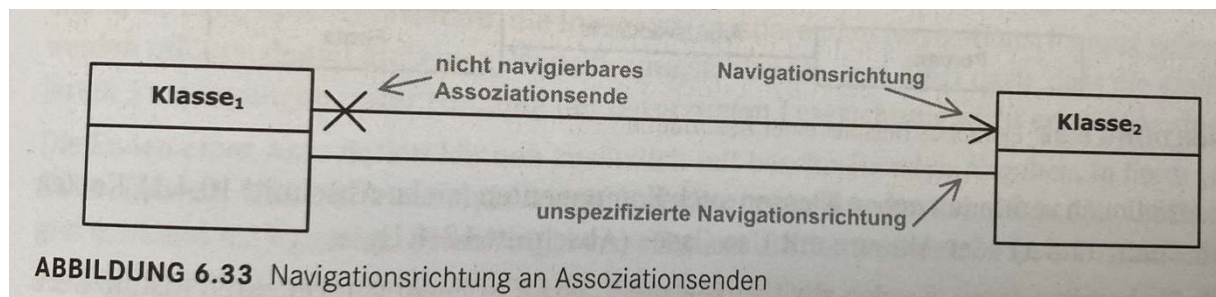 nicht navigierbares
Assoziationsende
Navigationsrichtung
Klasse₁
Klasse₂
unspezifizierte Navigationsrichtung
ABBILDUNG 6.33 Navigationsrichtung an Assoziationsenden